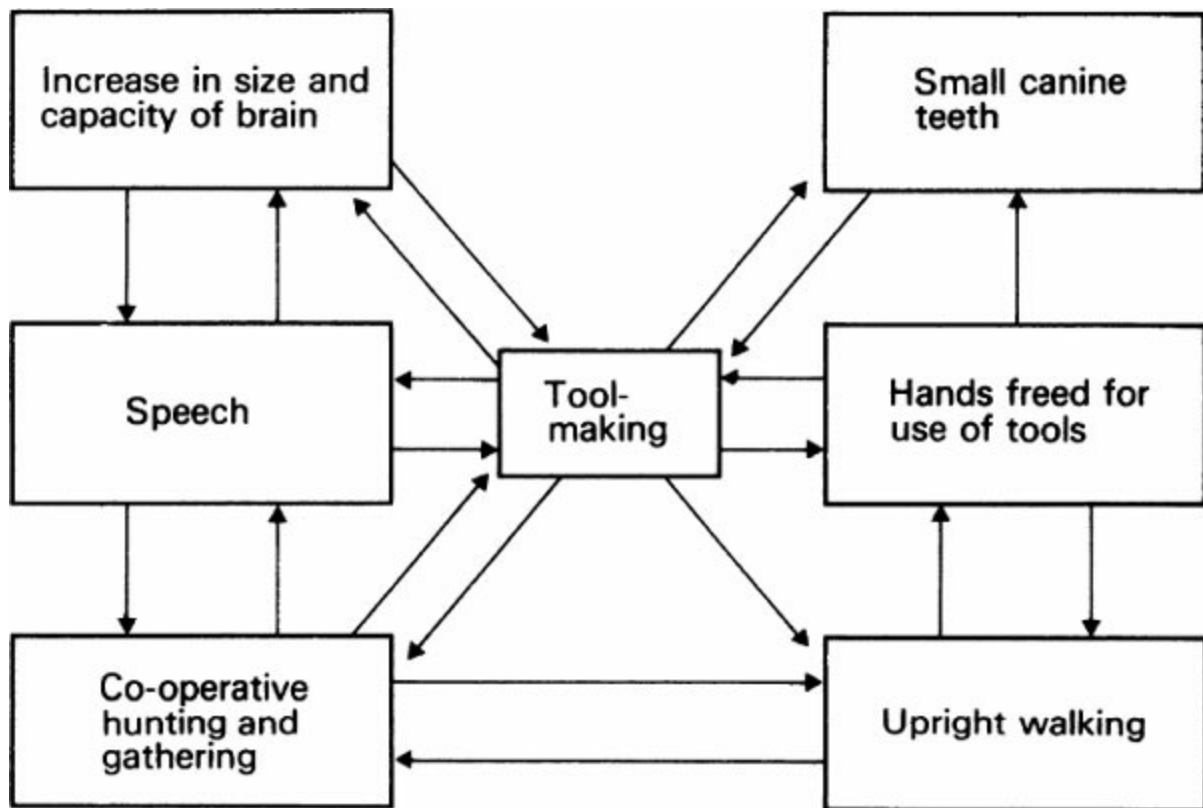 Increase in size and
capacity of brain
Small canine
teeth
Speech
Tool-
making
Hands freed for
use of tools
Co-operative
hunting and
gathering
Upright walking